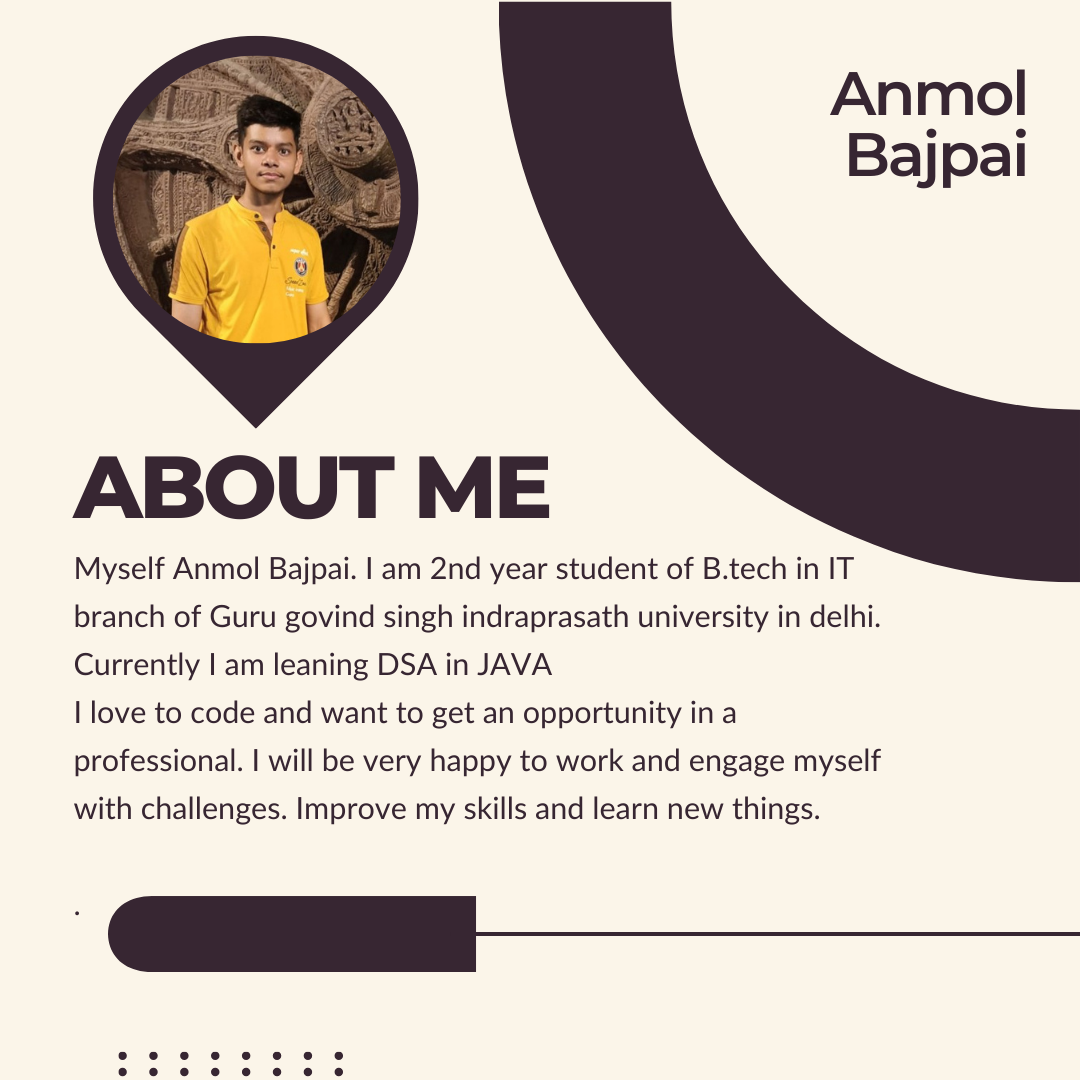 Anmol
Bajpai
ABOUT ME
Myself Anmol Bajpai. I am 2nd year student of B.tech in IT
branch of Guru govind singh indraprasath university in delhi.
Currently I am leaning DSA in JAVA
I love to code and want to get an opportunity in a
professional. I will be very happy to work and engage myself
with challenges. Improve my skills and learn new things.
.